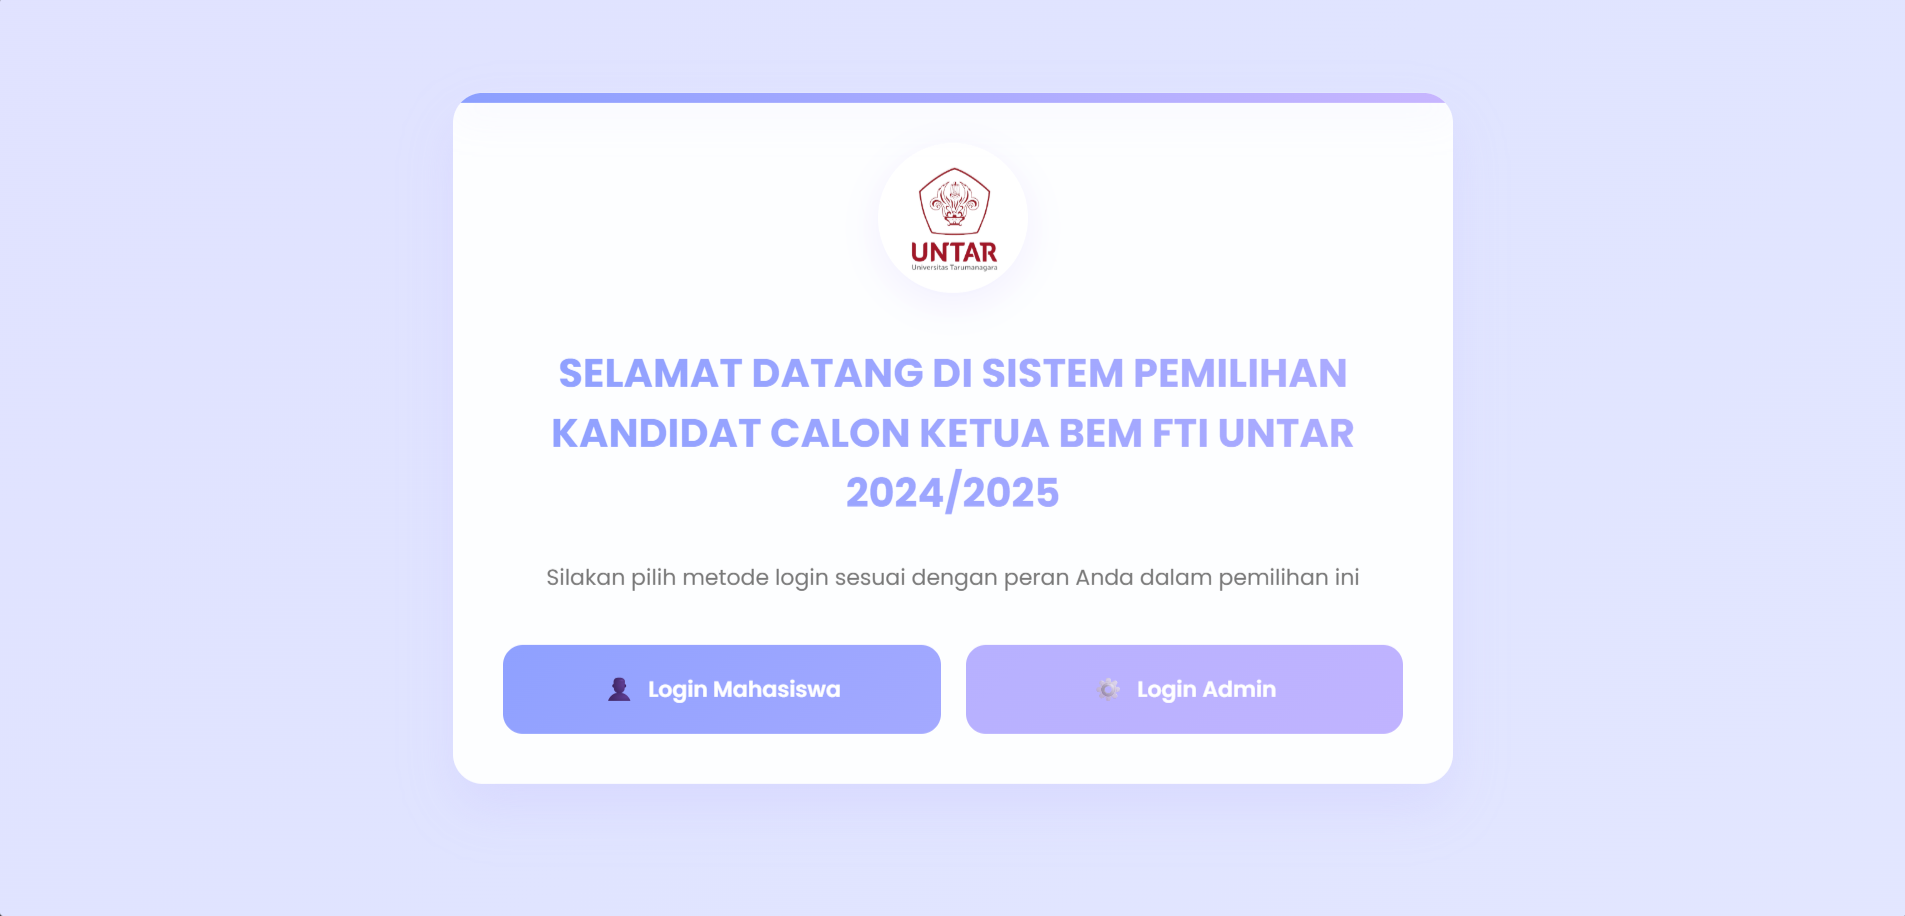 UNTAR
Universitas Tarumanagara
SELAMAT DATANG DI SISTEM PEMILIHAN
KANDIDAT CALON KETUA BEM FTI UNTAR
2024/2025
Silakan pilih metode login sesuai dengan peran Anda dalam pemilihan ini
Login Mahasiswa
Login Admin